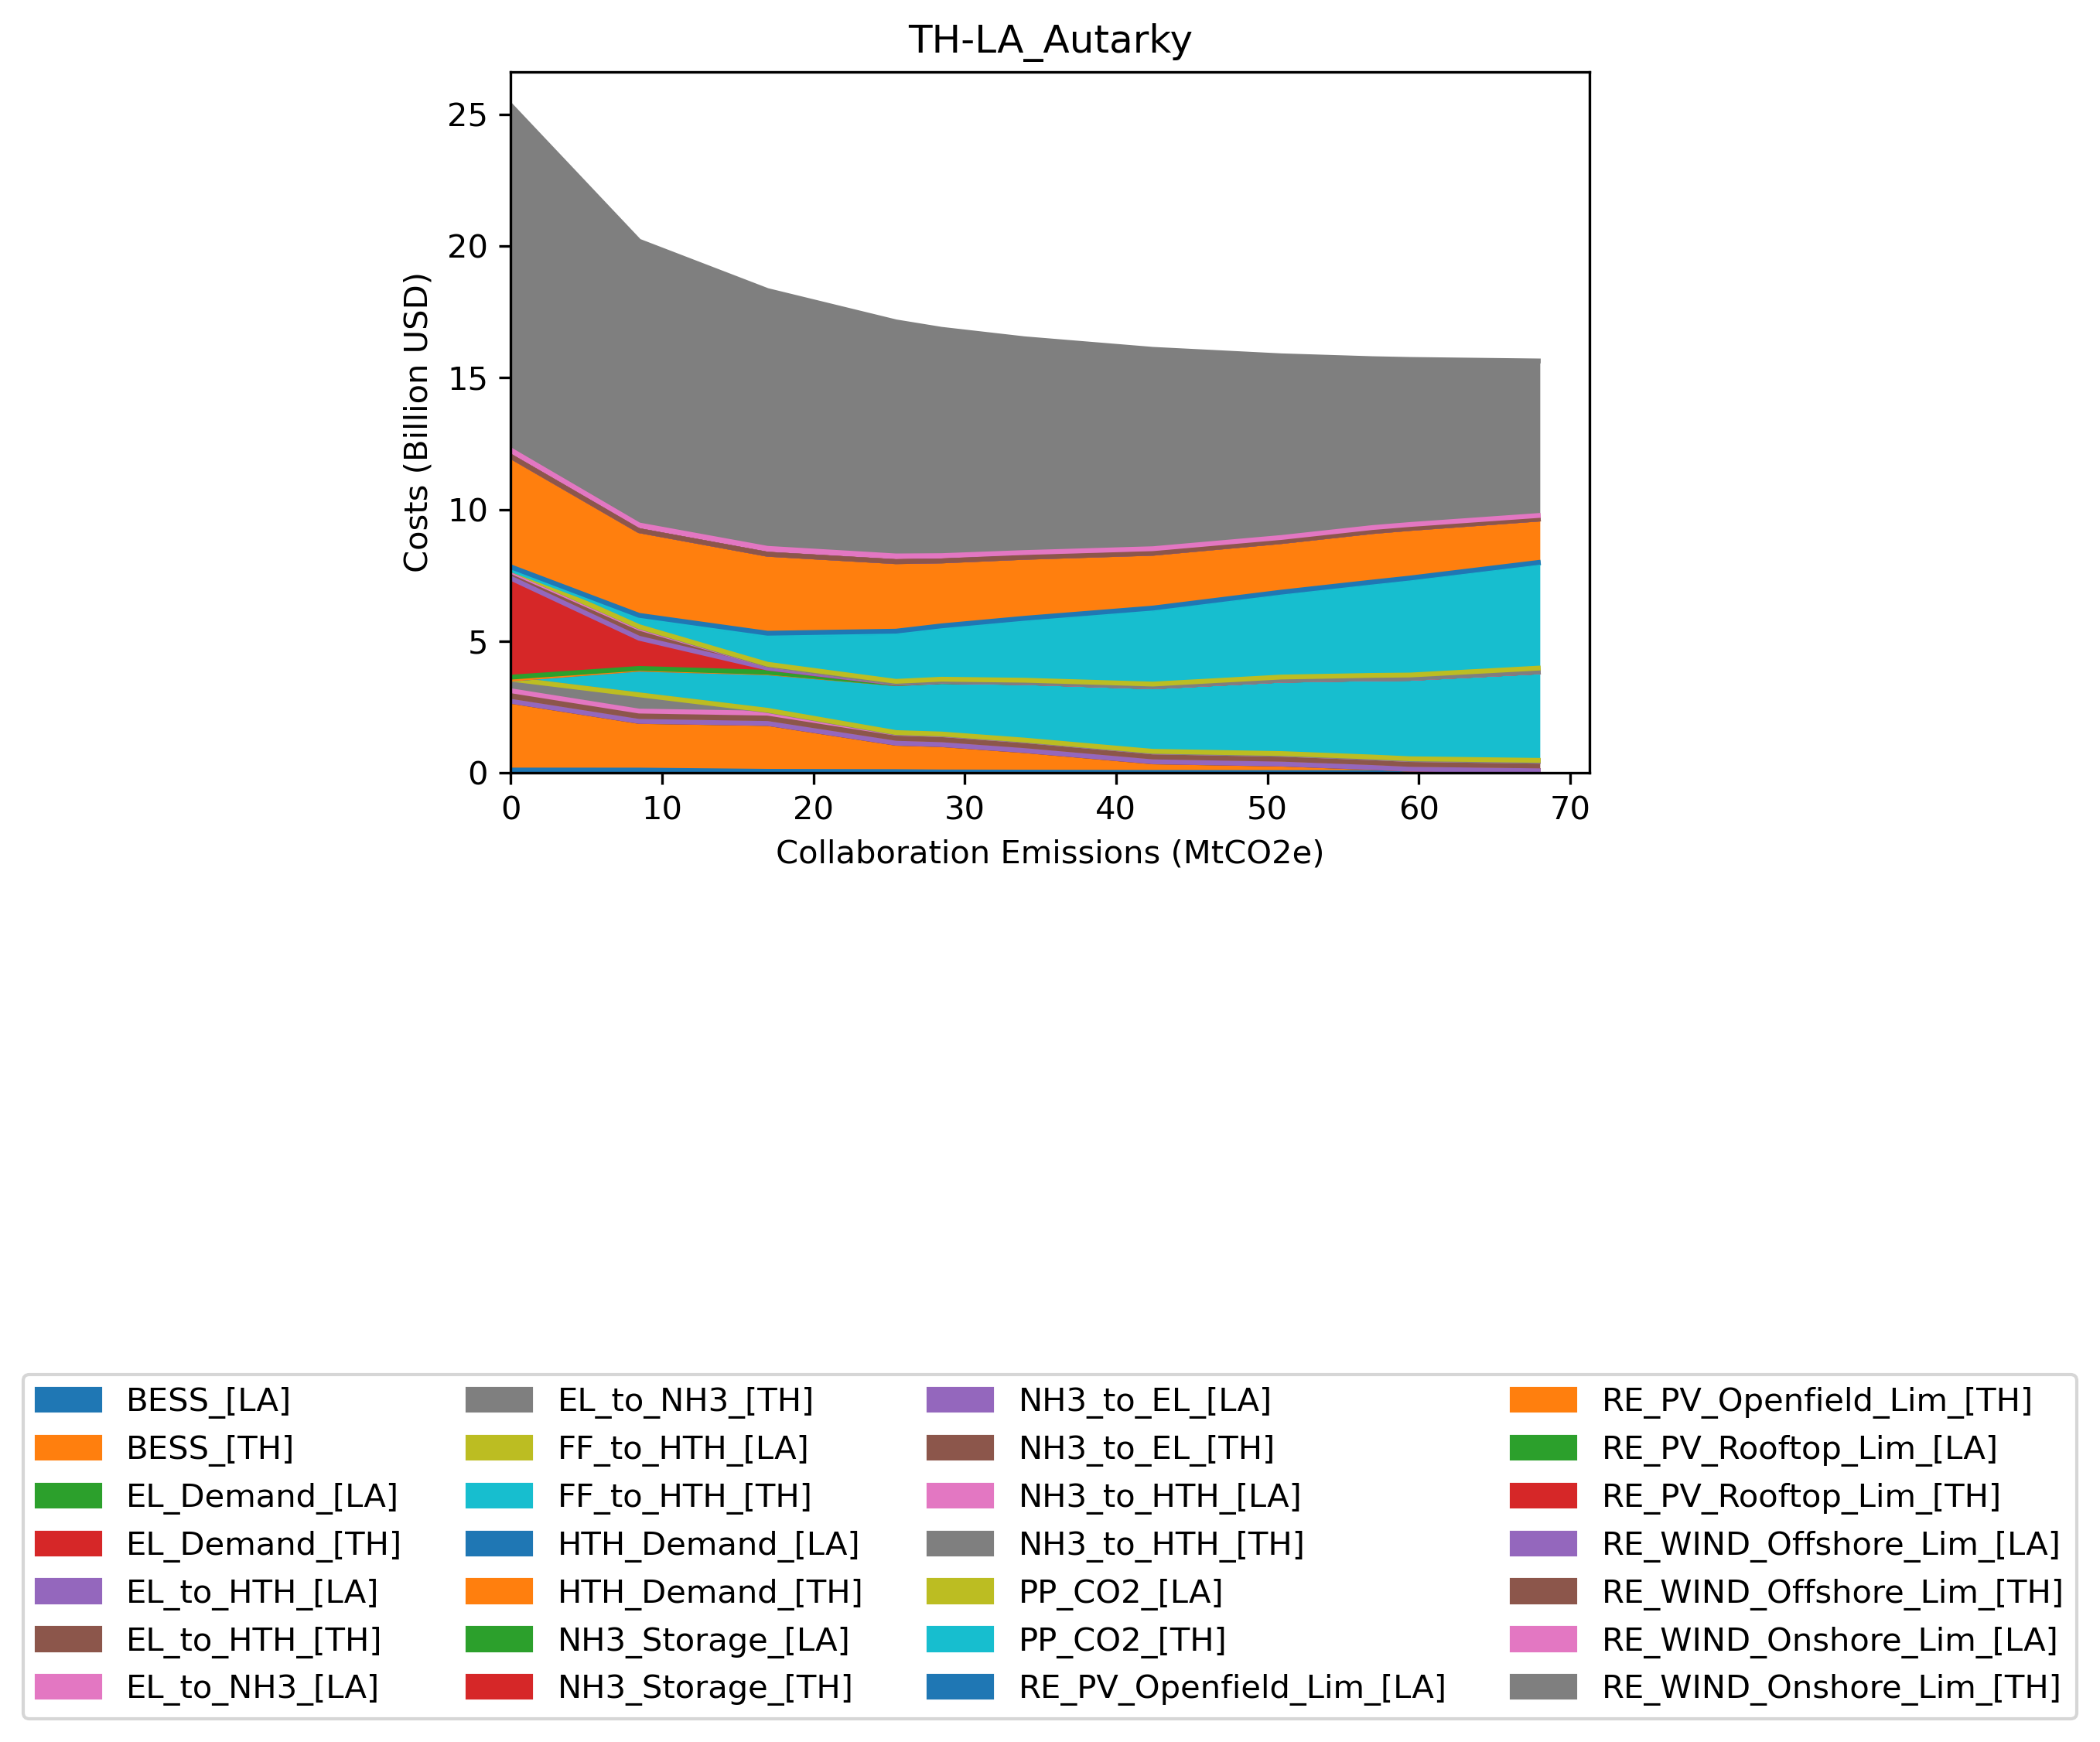 TH-LA_Autarky
Costs (Billion USD)
25
20
15
10
5
0
0 10 20 30 40 50 60 70
Collaboration Emissions (MtCO2e)
BESS_[LA]
BESS_[TH]
EL_Demand_[LA]
EL_Demand_[TH]
EL_to_HTH_[LA]
EL_to_HTH_[TH]
EL_to_NH3_[LA]
EL_to_NH3_[TH]
FF_to_HTH_[LA]
FF_to_HTH_[TH]
HTH_Demand_[LA]
HTH_Demand_[TH]
NH3_Storage_[LA]
NH3_Storage_[TH]
NH3_to_EL_[LA]
NH3_to_EL_[TH]
NH3_to_HTH_[LA]
NH3_to_HTH_[TH]
PP_CO2_[LA]
PP_CO2_[TH]
RE_PV_Openfield_Lim_[LA]
RE_PV_Openfield_Lim_[TH]
RE_PV_Rooftop_Lim_[LA]
RE_PV_Rooftop_Lim_[TH]
RE_WIND_Offshore_Lim_[LA]
RE_WIND_Offshore_Lim_[TH]
RE_WIND_Onshore_Lim_[LA]
RE_WIND_Onshore_Lim_[TH]